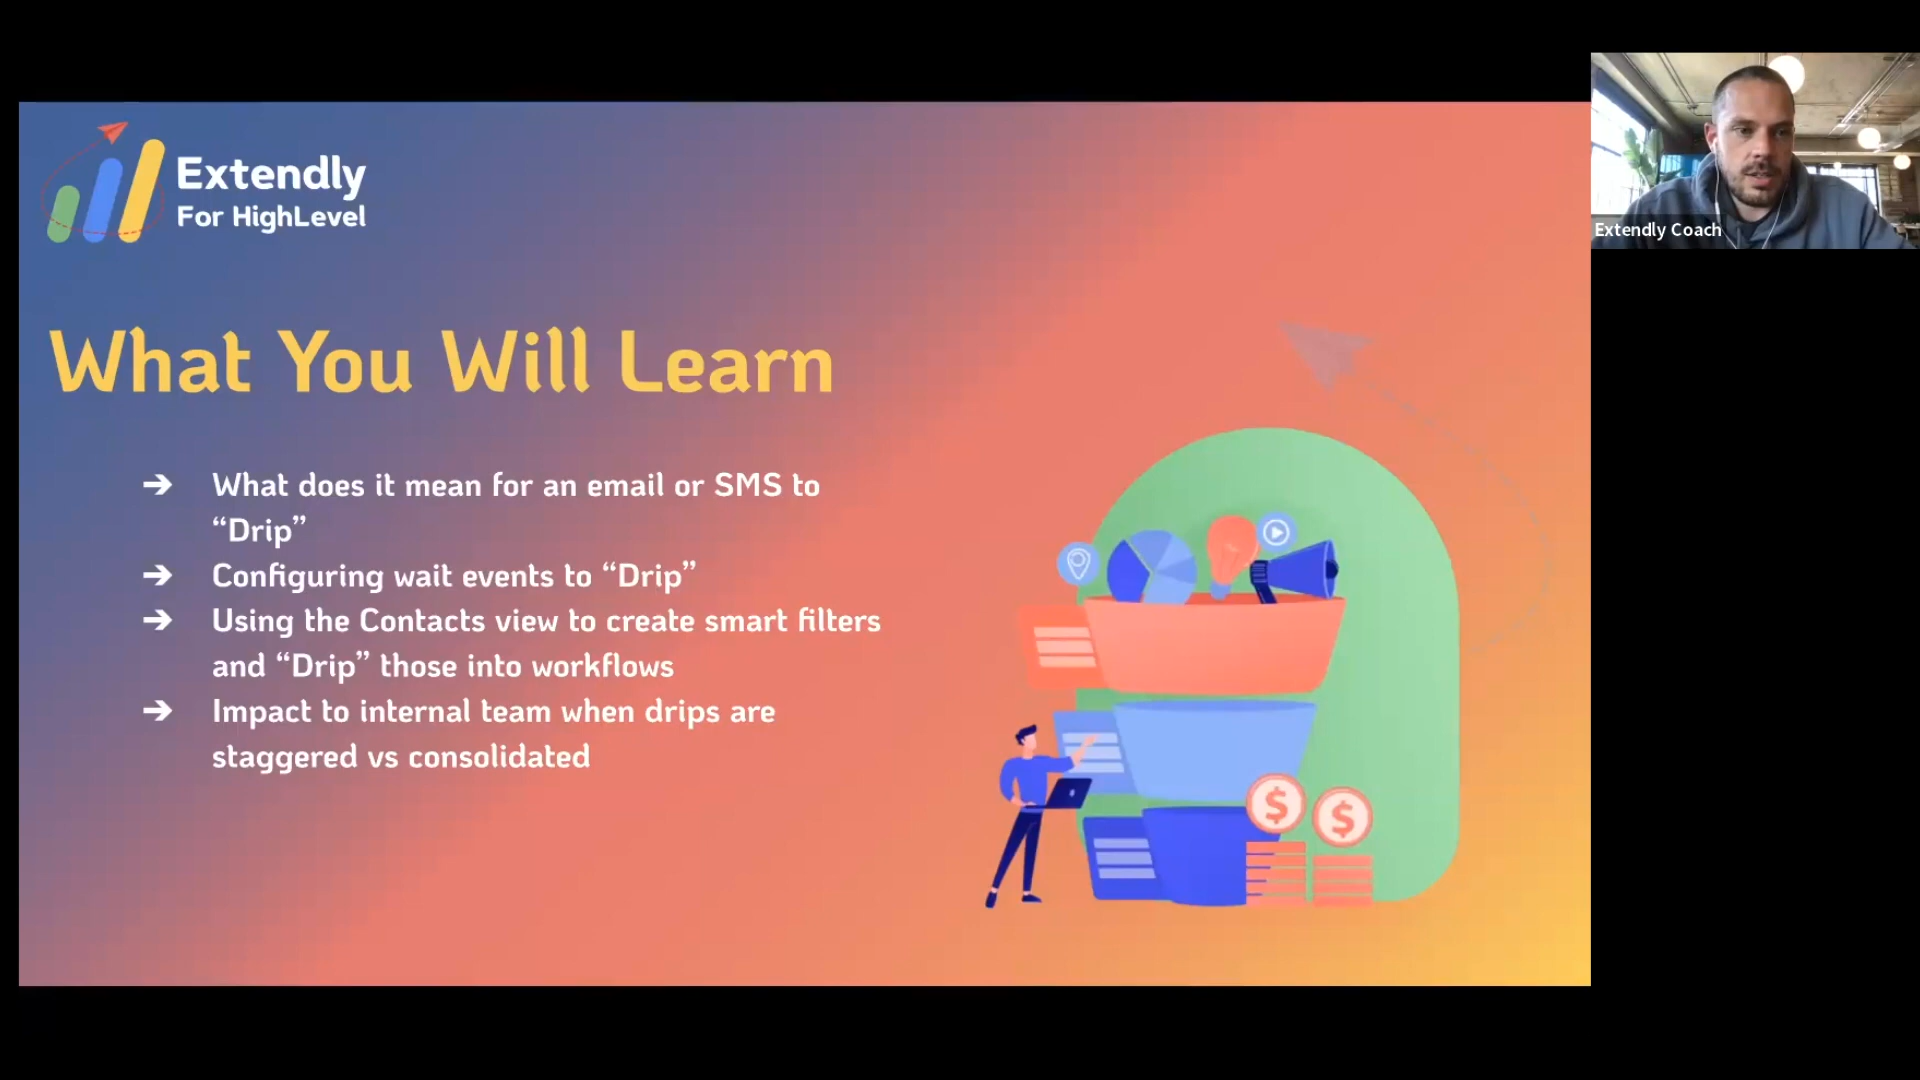 Extendly
For HighLevel
Extendly Coach
What You Will Learn
➔ What does it mean for an email or SMS to
“Drip”
➔ Configuring wait events to “Drip”
➔ Using the Contacts view to create smart filters
and “Drip” those into workflows
➔ Impact to internal team when drips are
staggered vs consolidated
$ $